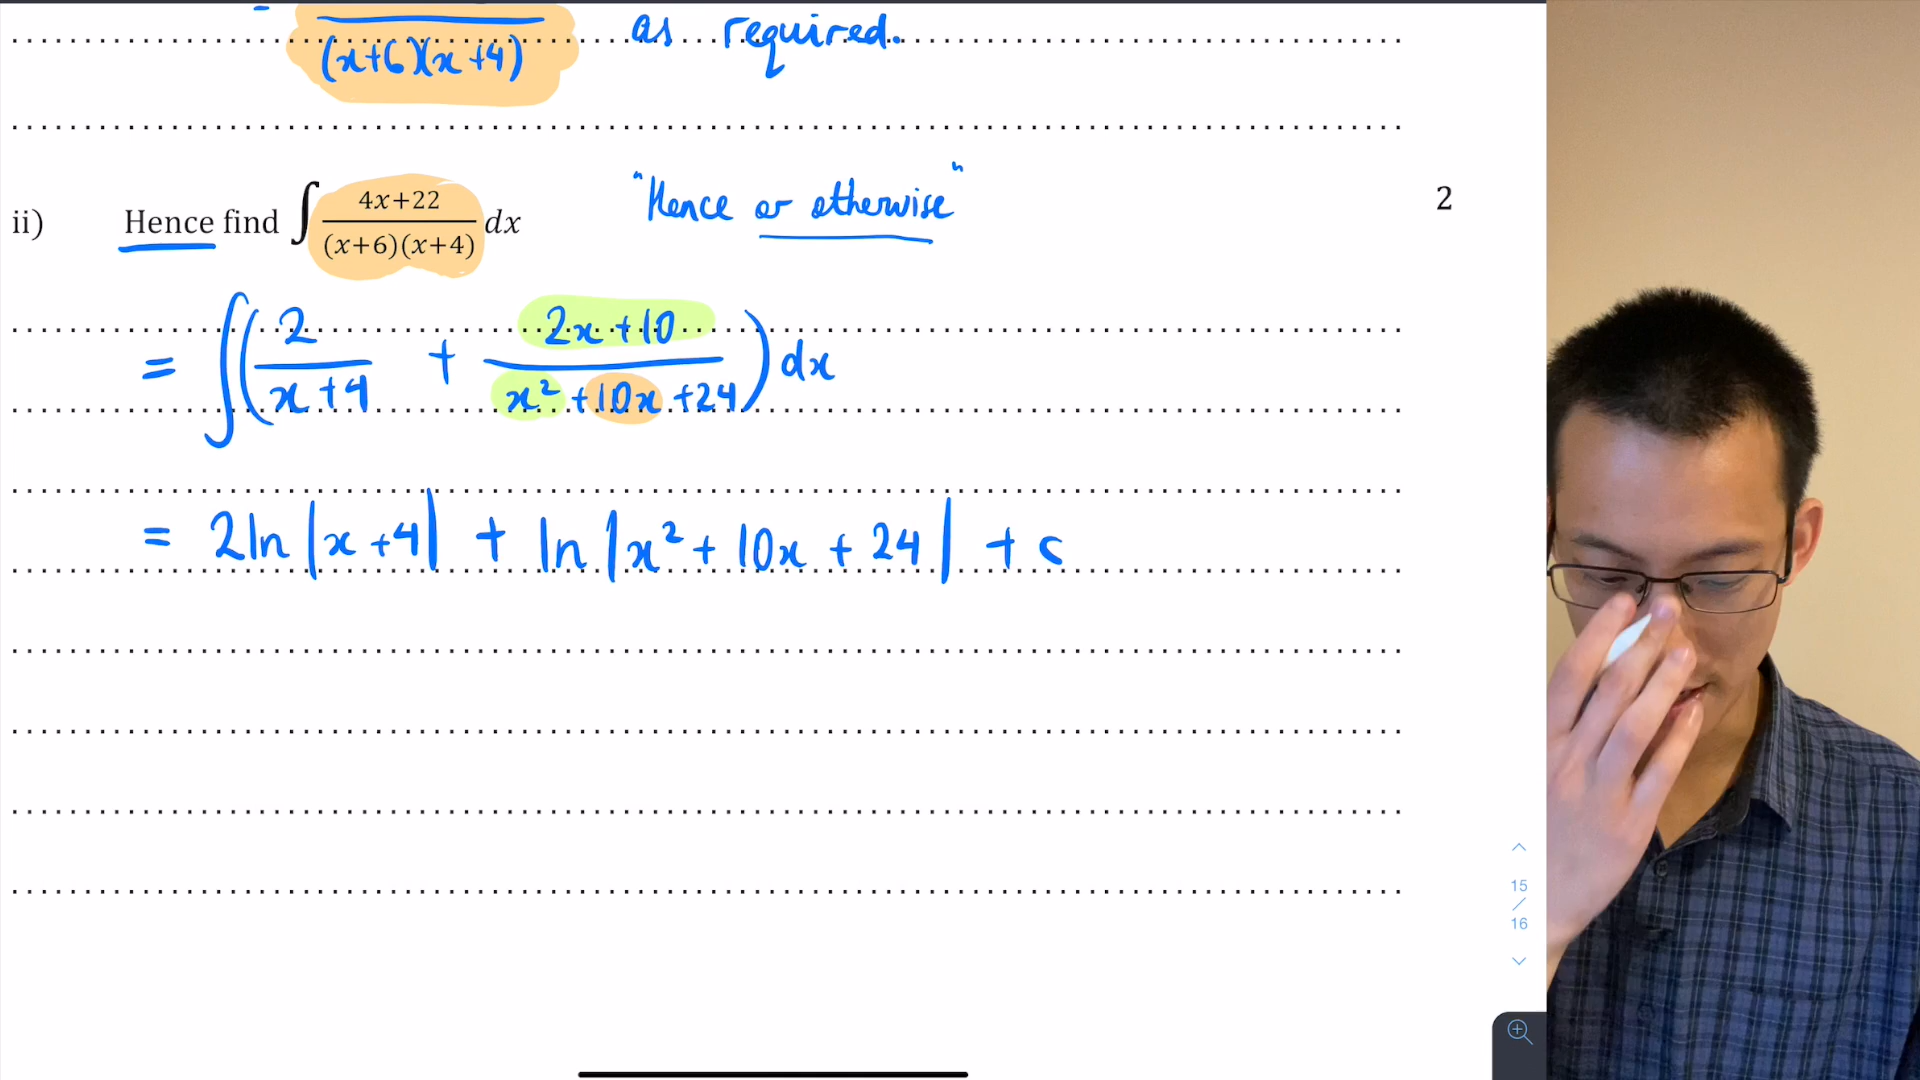 (x+6)(x+4) as required.
ii) Hence find ∫ 4x+22 / (x+6)(x+4) dx "Hence or otherwise" 2
= ∫ ( 2 / x+4 + 2x+10 / x² +10x +24 ) dx
= 2ln |x +4| + ln |x² + 10x + 24| + c
15
/
16